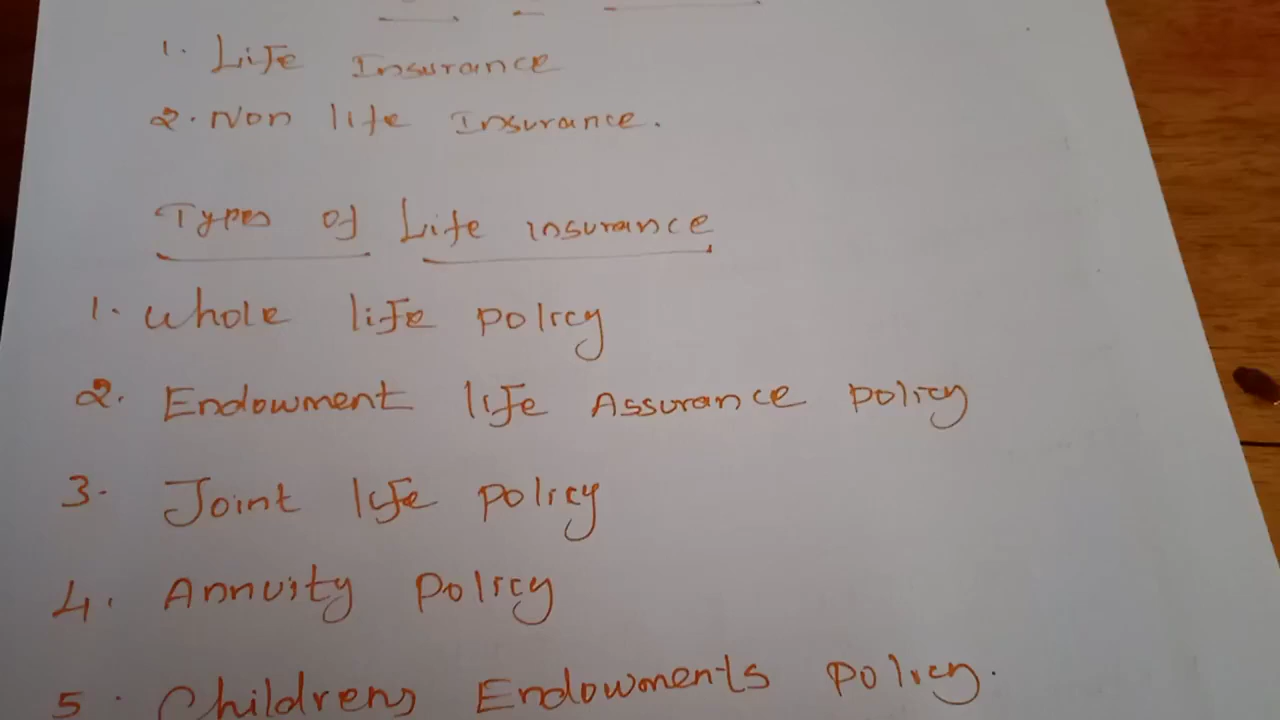 1. Life Insurance
2. Non life Insurance.
Types of Life insurance
1. Whole life policy
2. Endowment life Assurance policy
3. Joint life policy
4. Annuity Policy
5. Childrens Endowments Policy.